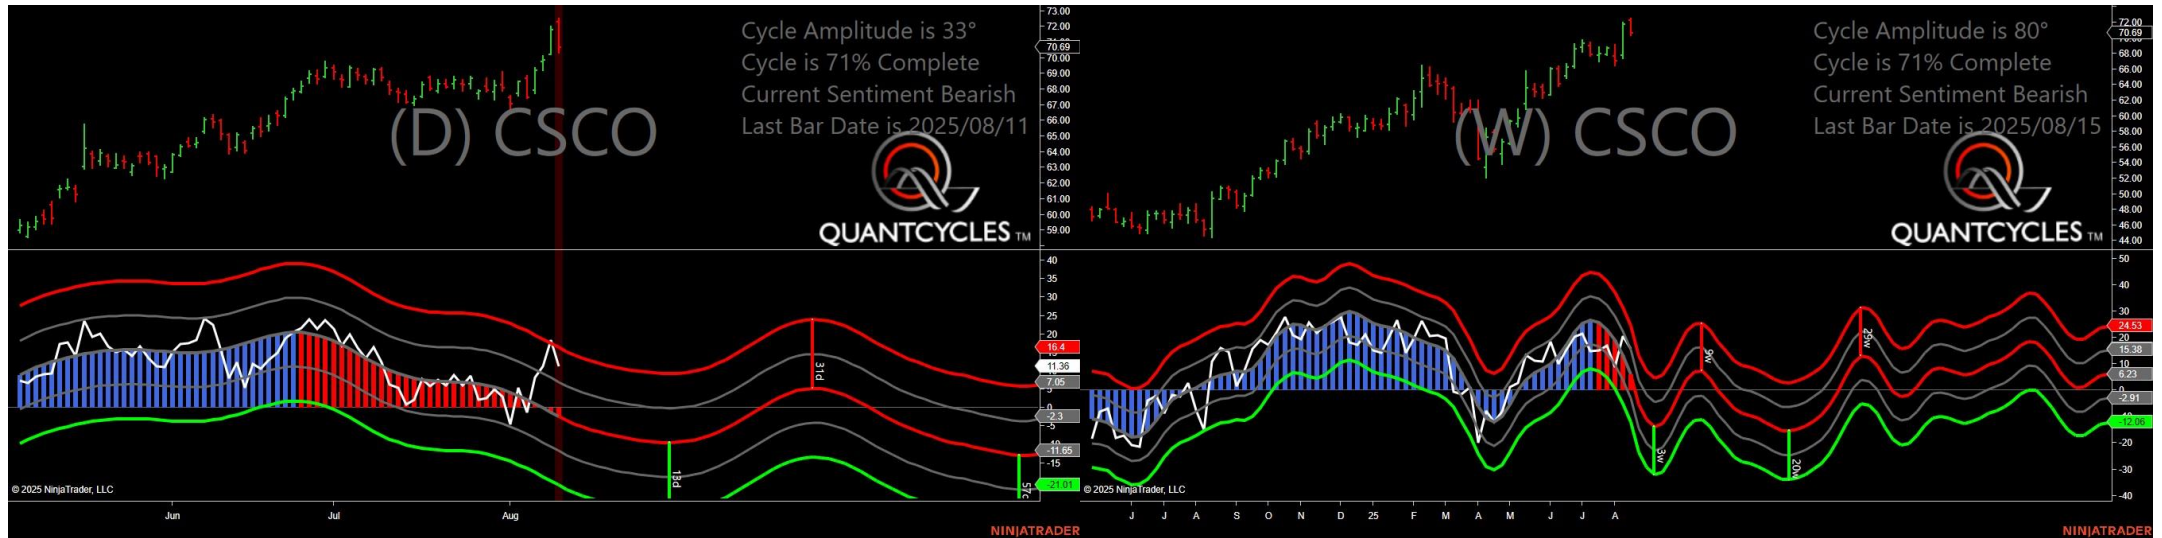 Cycle Amplitude is 33°
Cycle is 71% Complete
Current Sentiment Bearish
Last Bar Date is 2025/08/11
(D) CSCO
QUANTCYCLES TM
73.00
72.00
70.69
70.00
69.00
68.00
67.00
66.00
65.00
64.00
63.00
62.00
61.00
60.00
59.00
40
35
30
25
20
16.4
11.36
7.05
0
-2.3
-5
-11.65
-15
-21.01
13d
31d
57d
© 2025 NinjaTrader, LLC
Jun
Jul
Aug
NINJATRADER
Cycle Amplitude is 80°
Cycle is 71% Complete
Current Sentiment Bearish
Last Bar Date is 2025/08/15
(W) CSCO
QUANTCYCLES TM
72.00
70.69
68.00
66.00
64.00
62.00
60.00
58.00
56.00
54.00
52.00
50.00
48.00
46.00
44.00
50
40
30
24.53
15.38
10
6.23
0
-2.91
-12.06
-20
-30
-40
3w
9w
20w
29w
© 2025 NinjaTrader, LLC
J
J
A
S
O
N
D
25
F
M
A
M
J
J
A
NINJATRADER